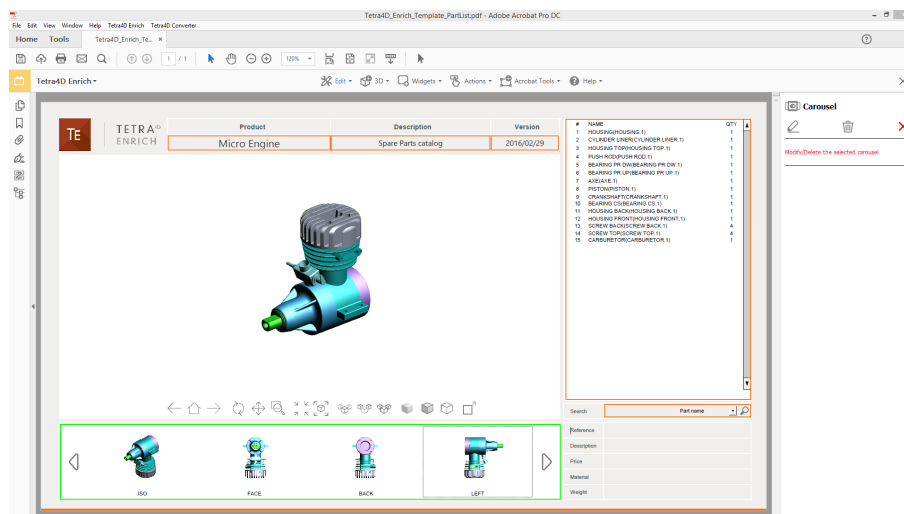 Tetra4D_Enrich_Template_PartList.pdf - Adobe Acrobat Pro DC
File Edit View Window Help Tetra4D Enrich Tetra4D Converter
Home Tools Tetra4D_Enrich_Te... ×
1 / 1 120%
Tetra4D Enrich Edit 3D Widgets Actions Acrobat Tools Help
Carousel
Modify/Delete the selected carousel
TE TETRA4D ENRICH
Product Description Version
Micro Engine Spare Parts catalog 2016/02/29
# NAME QTY
1 HOUSING(HOUSING.1) 1
2 CYLINDER LINER(CYLINDER LINER.1) 1
3 HOUSING TOP(HOUSING TOP.1) 1
4 PUSH ROD(PUSH ROD.1) 1
5 BEARING PR DW(BEARING PR DW.1) 1
6 BEARING PR UP(BEARING PR UP.1) 1
7 AXE(AXE.1) 1
8 PISTON(PISTON.1) 1
9 CRANKSHAFT(CRANKSHAFT.1) 1
10 BEARING CS(BEARING CS.1) 1
11 HOUSING BACK(HOUSING BACK.1) 1
12 HOUSING FRONT(HOUSING FRONT.1) 1
13 SCREW BACK(SCREW BACK.1) 4
14 SCREW TOP(SCREW TOP.1) 4
15 CARBURETOR(CARBURETOR.1) 1
Search Part name
Reference
Description
Price
Material
Weight
ISO FACE BACK LEFT